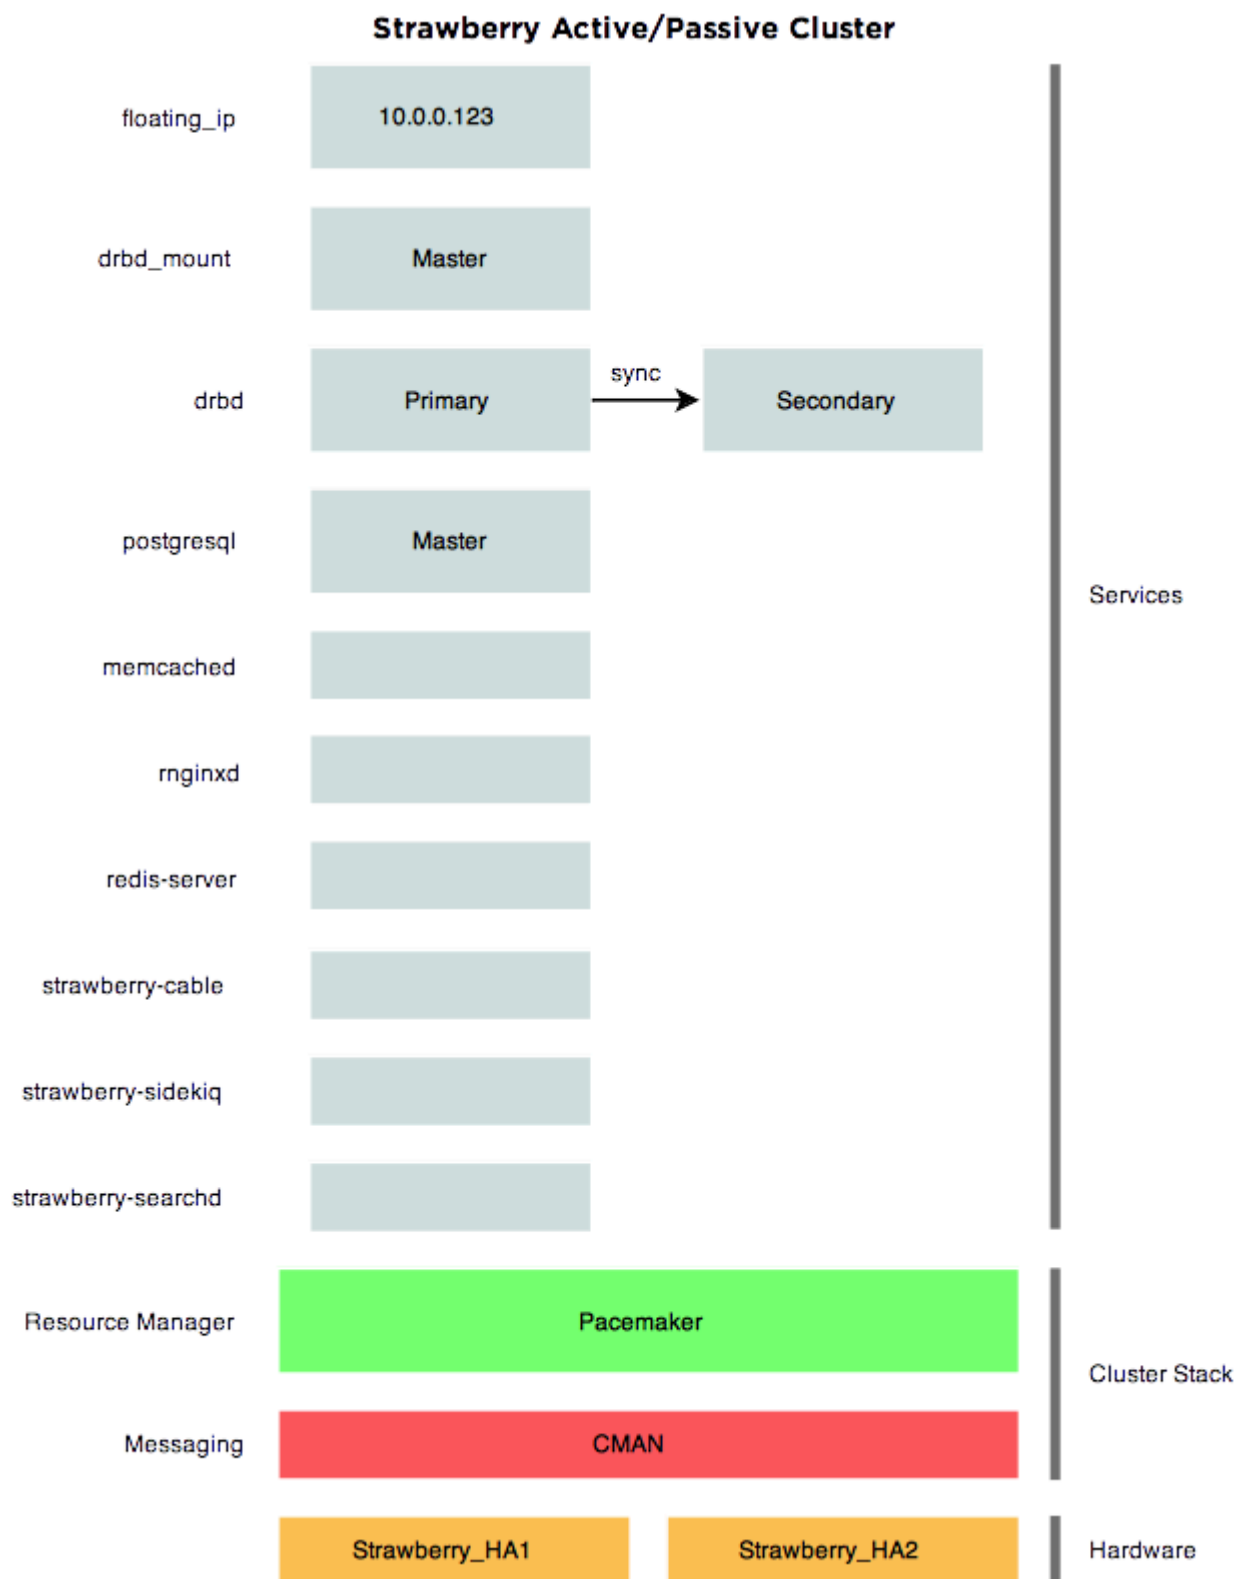 Strawberry Active/Passive Cluster
floating_ip
10.0.0.123
drbd_mount
Master
drbd
Primary
sync
Secondary
postgresql
Master
Services
memcached
rnginxd
redis-server
strawberry-cable
strawberry-sidekiq
strawberry-searchd
Resource Manager
Pacemaker
Cluster Stack
Messaging
CMAN
Strawberry_HA1
Strawberry_HA2
Hardware